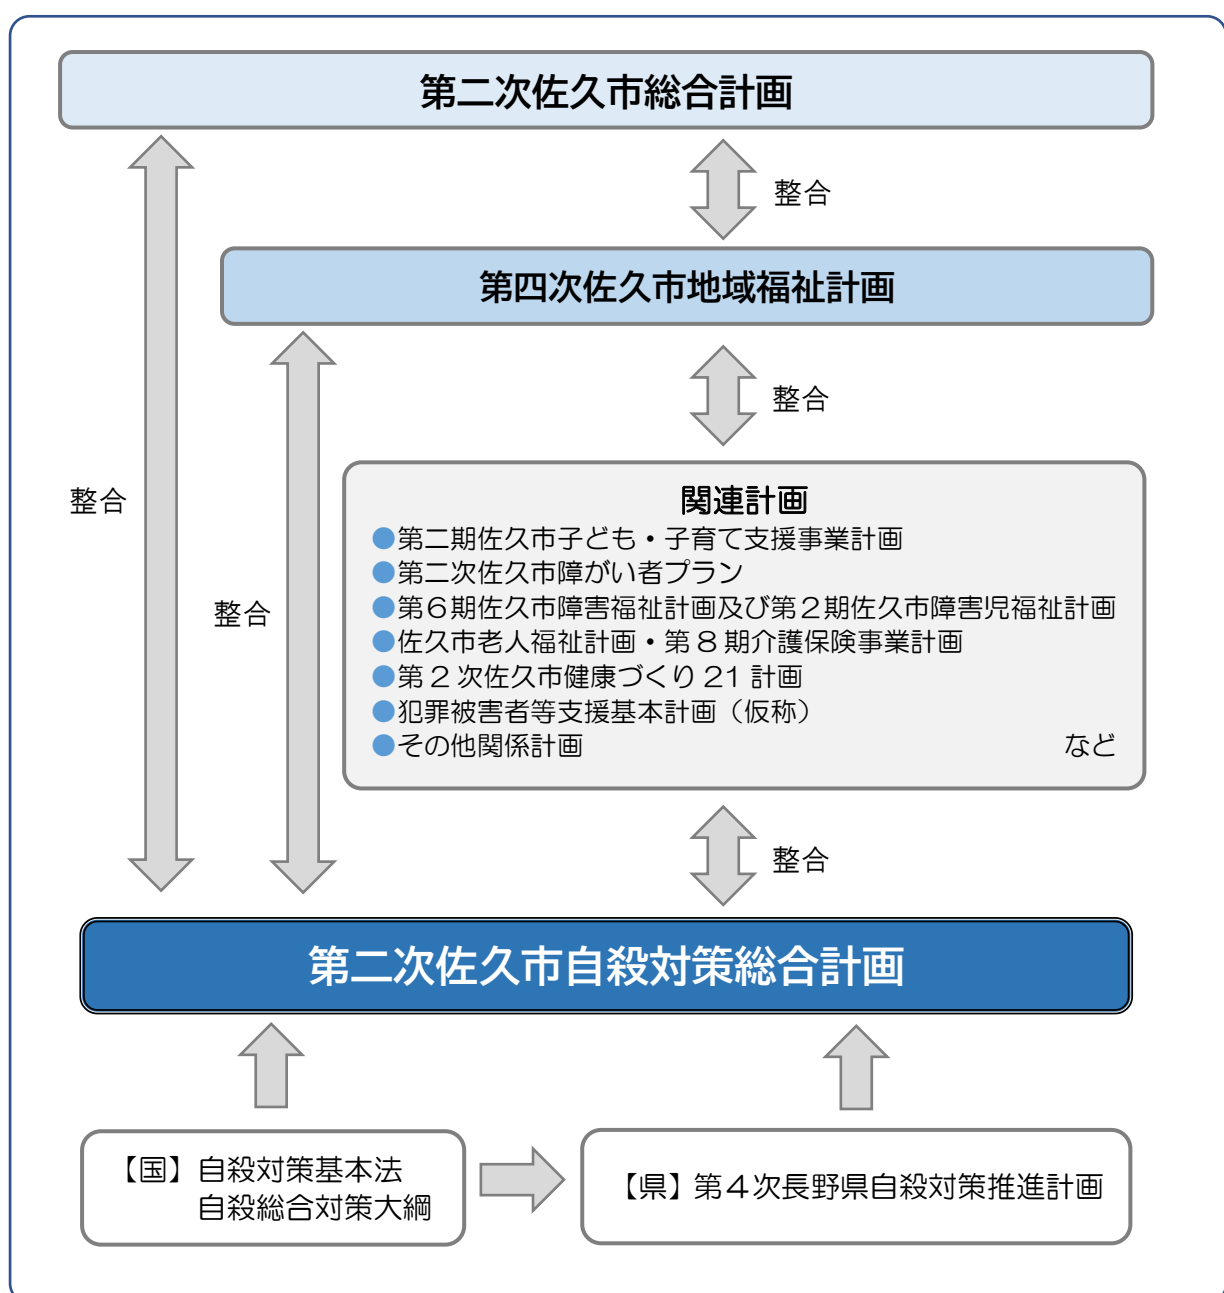 第二次佐久市総合計画
整合
第四次佐久市地域福祉計画
整合
整合
整合
関連計画
●第二期佐久市子ども・子育て支援事業計画
●第二次佐久市障がい者プラン
●第６期佐久市障害福祉計画及び第２期佐久市障害児福祉計画
●佐久市老人福祉計画・第８期介護保険事業計画
●第２次佐久市健康づくり21計画
●犯罪被害者等支援基本計画（仮称）
●その他関係計画 など
整合
第二次佐久市自殺対策総合計画
【国】自殺対策基本法
自殺総合対策大綱
【県】第４次長野県自殺対策推進計画